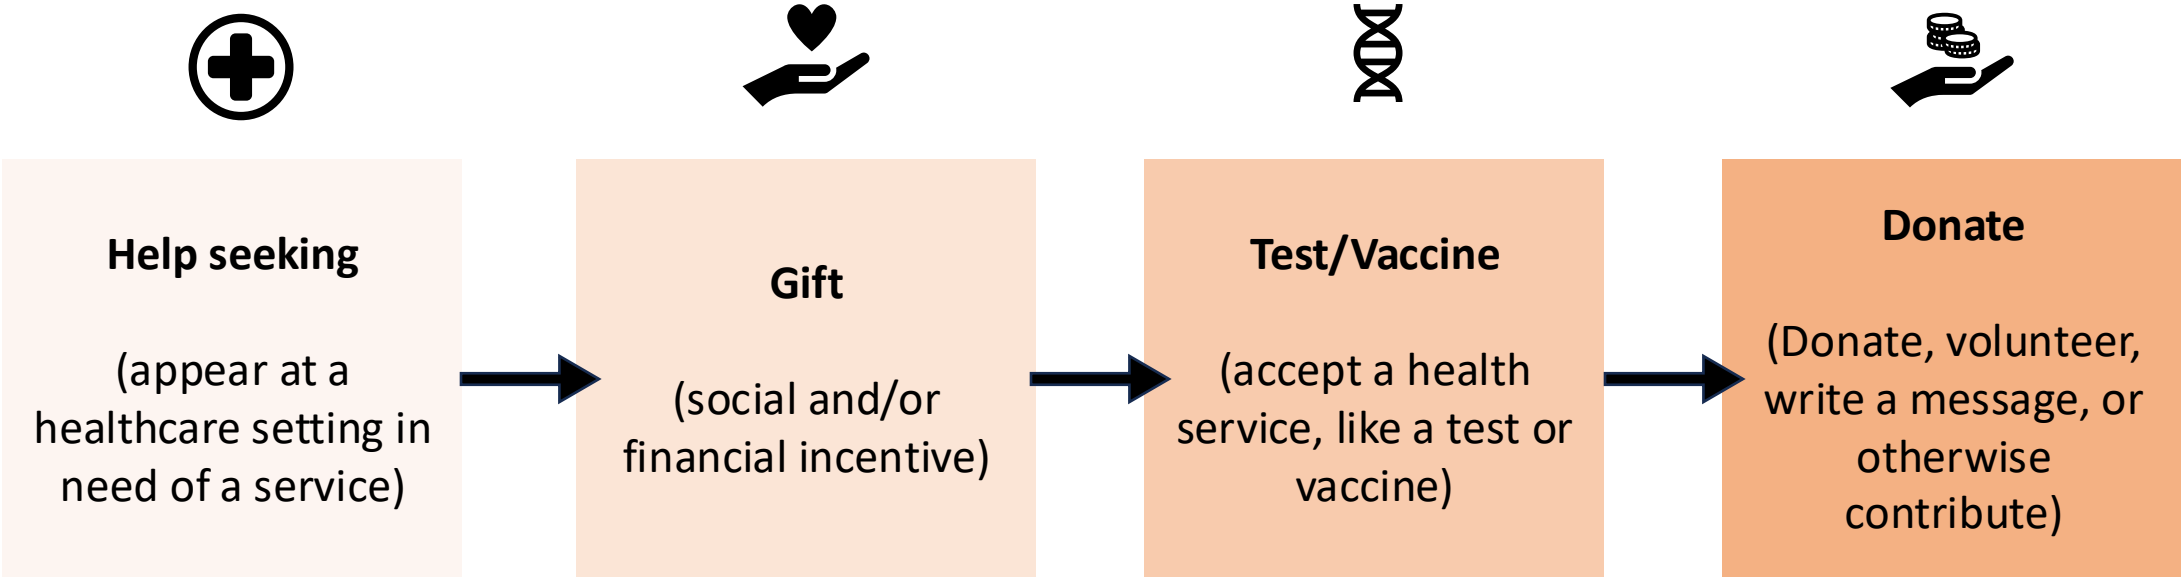 Help seeking
(appear at a
healthcare setting in
need of a service)
Gift
(social and/or
financial incentive)
Test/Vaccine
(accept a health
service, like a test or
vaccine)
Donate
(Donate, volunteer,
write a message, or
otherwise
contribute)